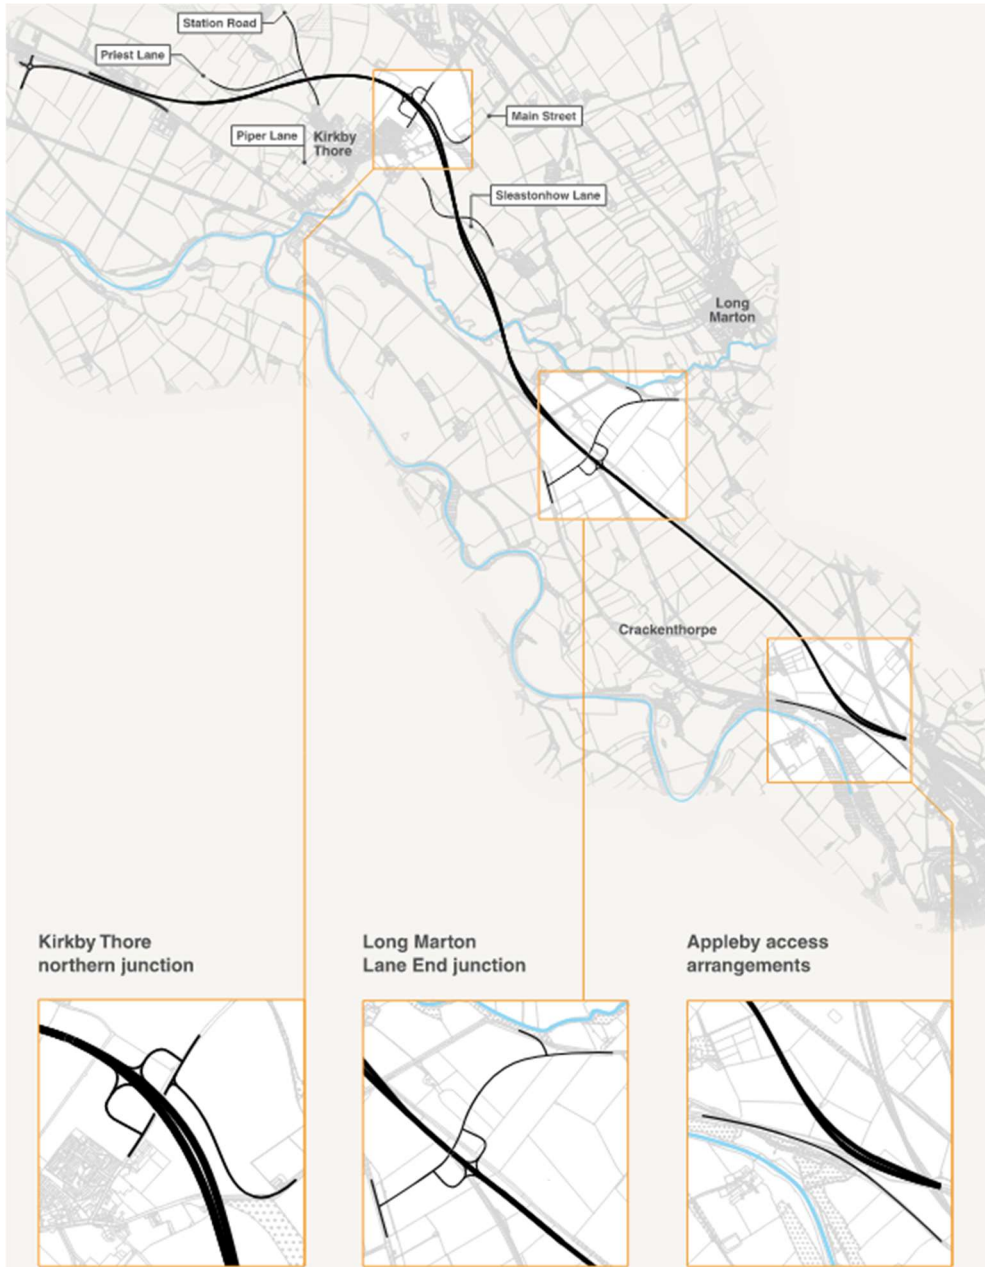 Station Road
Priest Lane
Main Street
Piper Lane
Kirkby
Thore
Sleastonhow Lane
Long
Marton
Crackenthorpe
Kirkby Thore
northern junction
Long Marton
Lane End junction
Appleby access
arrangements